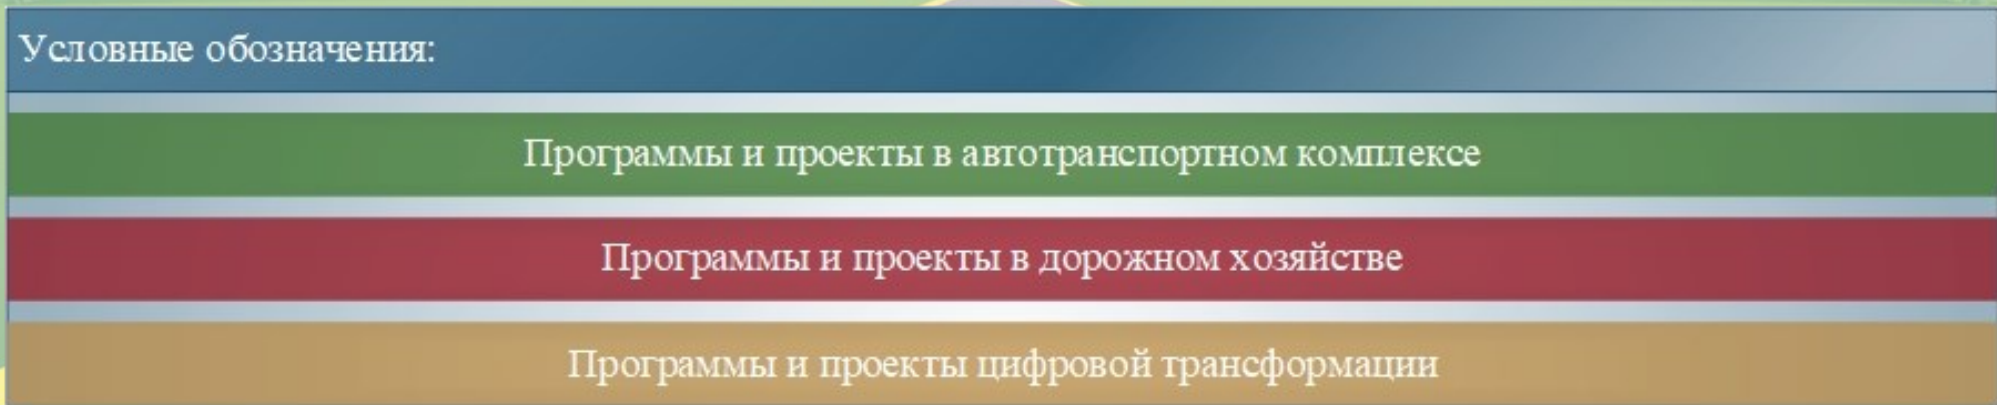 Условные обозначения:
Программы и проекты в автотранспортном комплексе
Программы и проекты в дорожном хозяйстве
Программы и проекты цифровой трансформации